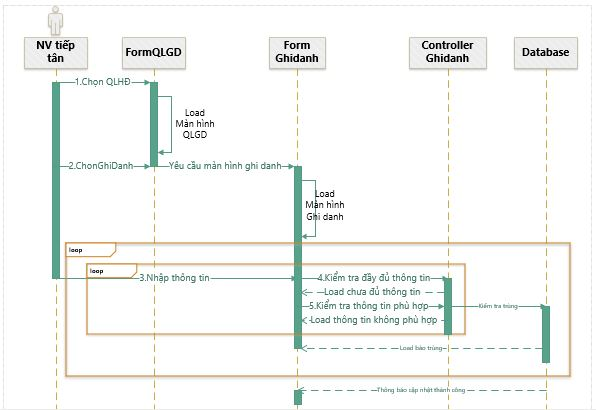 NV tiếp
tân
FormQLGD
Form
Ghidanh
Controller
Ghidanh
Database
1.Chọn QLHĐ
Load
Màn hình
QLGD
2.ChọnGhiDanh
Yêu cầu màn hình ghi danh
Load
Màn hình
Ghi danh
loop
loop
3.Nhập thông tin
4.Kiểm tra đầy đủ thông tin
Load chưa đủ thông tin
5.Kiểm tra thông tin phù hợp
Kiểm tra trùng
Load thông tin không phù hợp
Load báo trùng
Thông báo cập nhật thành công